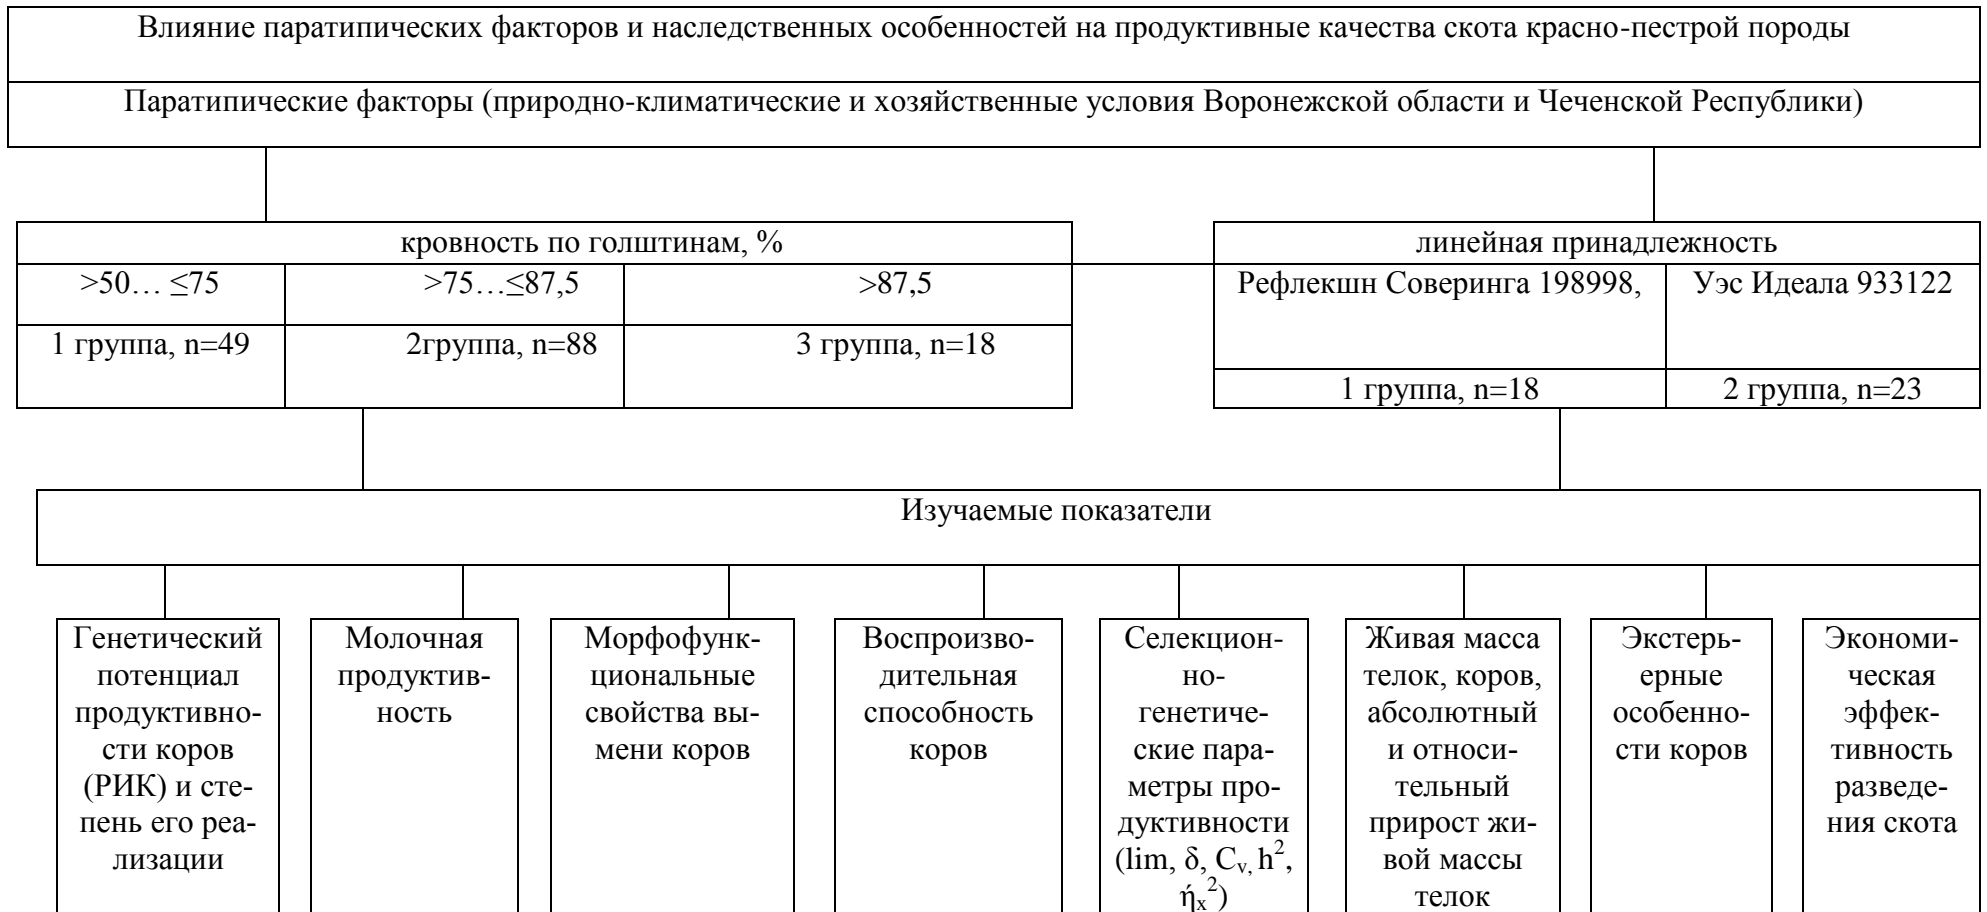 Влияние паратипических факторов и наследственных особенностей на продуктивные качества скота красно-пестрой породы
Паратипические факторы (природно-климатические и хозяйственные условия Воронежской области и Чеченской Республики)
кровность по голштинам, %
>50… ≤75
>75…≤87,5
>87,5
1 группа, n=49
2группа, n=88
3 группа, n=18
линейная принадлежность
Рефлекшн Соверинга 198998,
Уэс Идеала 933122
1 группа, n=18
2 группа, n=23
Изучаемые показатели
Генетический
потенциал
продуктивно-
сти коров
(РИК) и сте-
пень его реа-
лизации
Молочная
продуктив-
ность
Морфофунк-
циональные
свойства вы-
мени коров
Воспроизво-
дительная
способность
коров
Селекцион-
но-
генетиче-
ские пара-
метры про-
дуктивности
(lim, δ, Cᵥ, h²,
ήₓ²)
Живая масса
телок, коров,
абсолютный
и относи-
тельный
прирост жи-
вой массы
телок
Экстерь-
ерные
особенно-
сти коров
Экономи-
ческая
эффек-
тивность
разведе-
ния скота